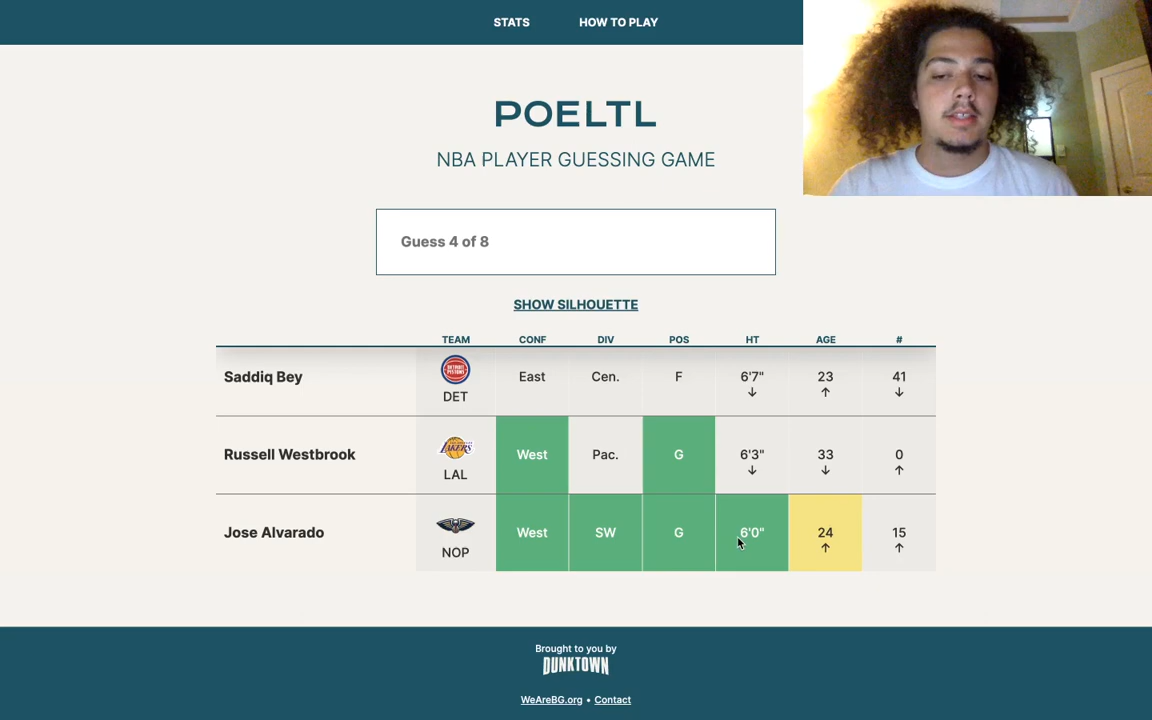 STATS HOW TO PLAY
POELTL
NBA PLAYER GUESSING GAME
Guess 4 of 8
SHOW SILHOUETTE
TEAM CONF DIV POS HT AGE #
Saddiq Bey DET East Cen. F 6'7" ↓ 23 ↑ 41 ↓
Russell Westbrook LAKERS LAL West Pac. G 6'3" ↓ 33 ↓ 0 ↑
Jose Alvarado NOP West SW G 6'0" 24 ↑ 15 ↑
Brought to you by
DUNKTOWN
WeAreBG.org • Contact